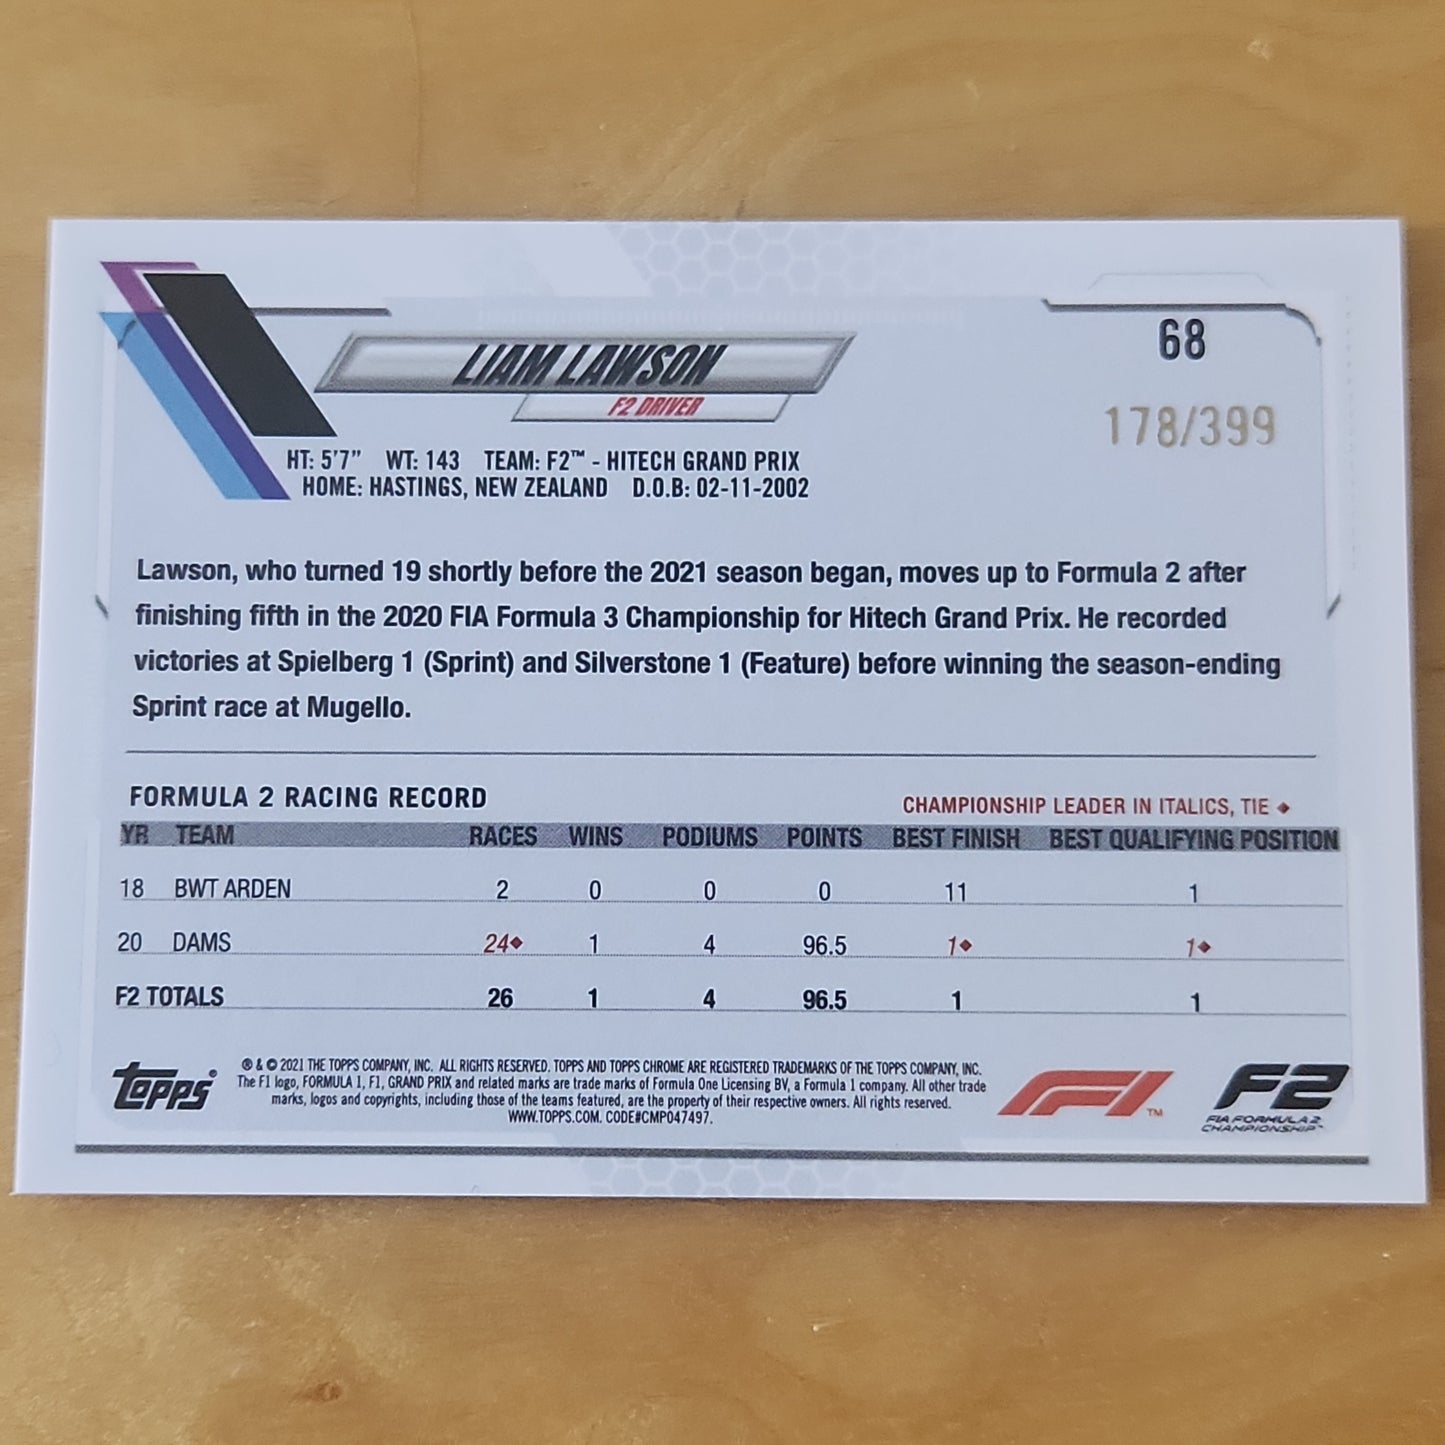 LIAM LAWSON
F2 DRIVER
68
178/399
HT: 5'7" WT: 143 TEAM: F2™ - HITECH GRAND PRIX
HOME: HASTINGS, NEW ZEALAND D.O.B: 02-11-2002
Lawson, who turned 19 shortly before the 2021 season began, moves up to Formula 2 after
finishing fifth in the 2020 FIA Formula 3 Championship for Hitech Grand Prix. He recorded
victories at Spielberg 1 (Sprint) and Silverstone 1 (Feature) before winning the season-ending
Sprint race at Mugello.
FORMULA 2 RACING RECORD
CHAMPIONSHIP LEADER IN ITALICS, TIE ◆
YR TEAM RACES WINS PODIUMS POINTS BEST FINISH BEST QUALIFYING POSITION
18 BWT ARDEN 2 0 0 0 11 1
20 DAMS 24◆ 1 4 96.5 1◆ 1◆
F2 TOTALS 26 1 4 96.5 1 1
Topps®
® & © 2021 THE TOPPS COMPANY, INC. ALL RIGHTS RESERVED. TOPPS AND TOPPS CHROME ARE REGISTERED TRADEMARKS OF THE TOPPS COMPANY, INC.
The F1 logo, FORMULA 1, F1, GRAND PRIX and related marks are trade marks of Formula One Licensing BV, a Formula 1 company. All other trade
marks, logos and copyrights, including those of the teams featured, are the property of their respective owners. All rights reserved.
WWW.TOPPS.COM. CODE#CMP047497.
F1™
F2
FIA FORMULA 2
CHAMPIONSHIP™